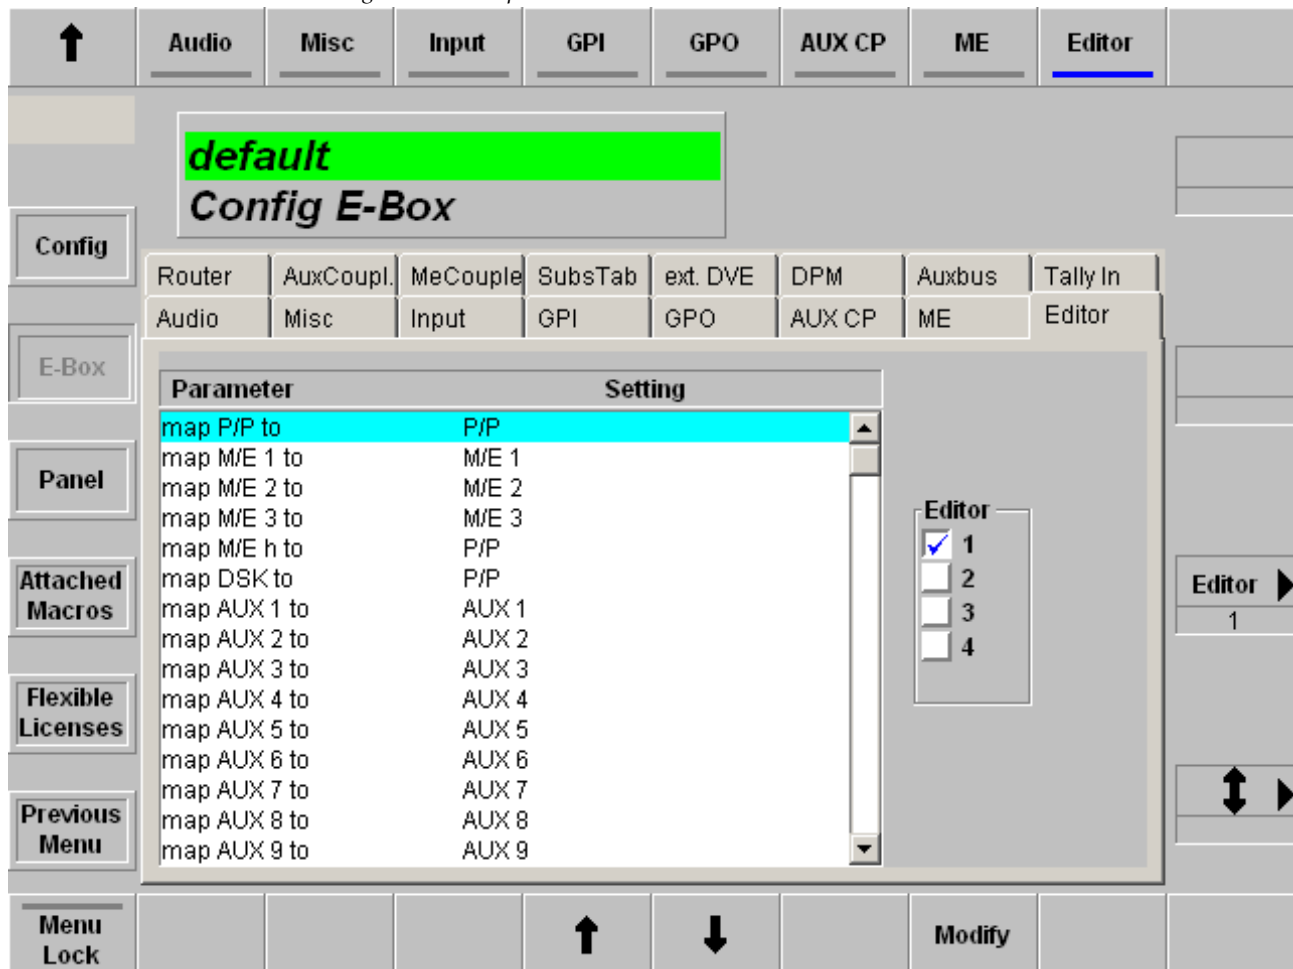 Audio Misc Input GPI GPO AUX CP ME Editor
default
Config E-Box
Config
Router AuxCoupl. MeCouple SubsTab ext. DVE DPM Auxbus Tally In
Audio Misc Input GPI GPO AUX CP ME Editor
E-Box
Parameter Setting
map P/P to P/P
map M/E 1 to M/E 1
map M/E 2 to M/E 2
map M/E 3 to M/E 3
map M/E h to P/P
map DSK to P/P
map AUX 1 to AUX 1
map AUX 2 to AUX 2
map AUX 3 to AUX 3
map AUX 4 to AUX 4
map AUX 5 to AUX 5
map AUX 6 to AUX 6
map AUX 7 to AUX 7
map AUX 8 to AUX 8
map AUX 9 to AUX 9
Panel
Attached
Macros
Flexible
Licenses
Previous
Menu
Editor
1
2
3
4
Editor
1
Menu
Lock
Modify